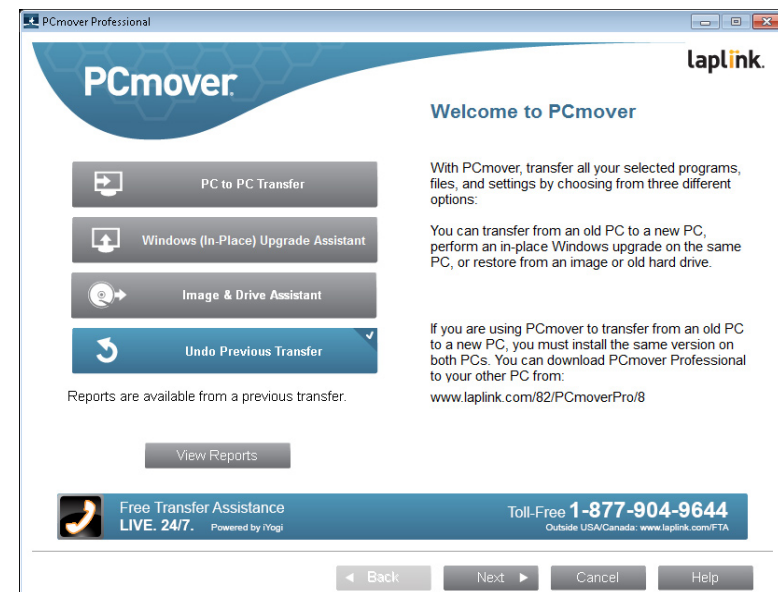 PCmover Professional
laplink.
PCmover
Welcome to PCmover
PC to PC Transfer
Windows (In-Place) Upgrade Assistant
Image & Drive Assistant
Undo Previous Transfer
Reports are available from a previous transfer.
View Reports
With PCmover, transfer all your selected programs,
files, and settings by choosing from three different
options:
You can transfer from an old PC to a new PC,
perform an in-place Windows upgrade on the same
PC, or restore from an image or old hard drive.
If you are using PCmover to transfer from an old PC
to a new PC, you must install the same version on
both PCs. You can download PCmover Professional
to your other PC from:
www.laplink.com/82/PCmoverPro/8
Free Transfer Assistance
LIVE. 24/7. Powered by iYogi
Toll-Free 1-877-904-9644
Outside USA/Canada: www.laplink.com/FTA
Back
Next
Cancel
Help